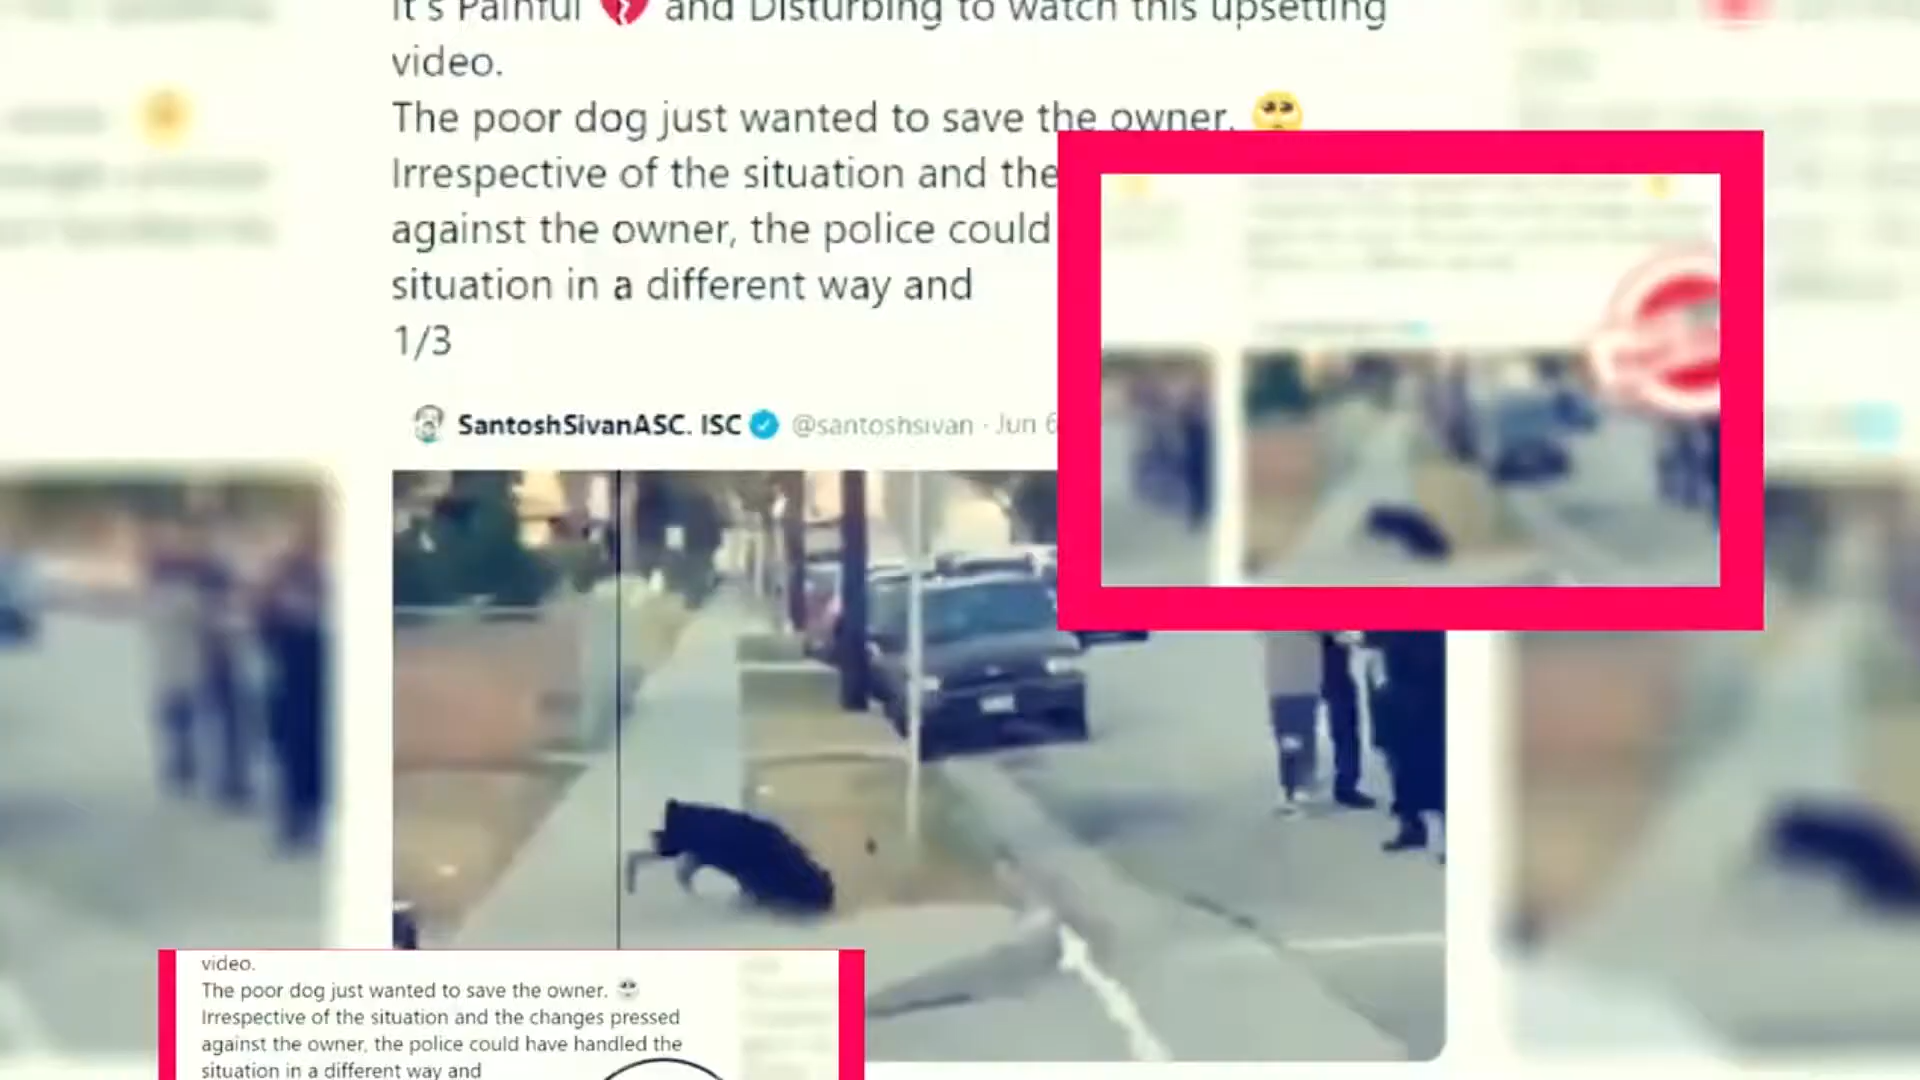 It's Painful 💔 and Disturbing to watch this upsetting
video.
The poor dog just wanted to save the owner. 🥺
Irrespective of the situation and the
against the owner, the police could
situation in a different way and
1/3
SantoshSivanASC. ISC @santoshsivan · Jun 6
video.
The poor dog just wanted to save the owner. 🥺
Irrespective of the situation and the changes pressed
against the owner, the police could have handled the
situation in a different way and